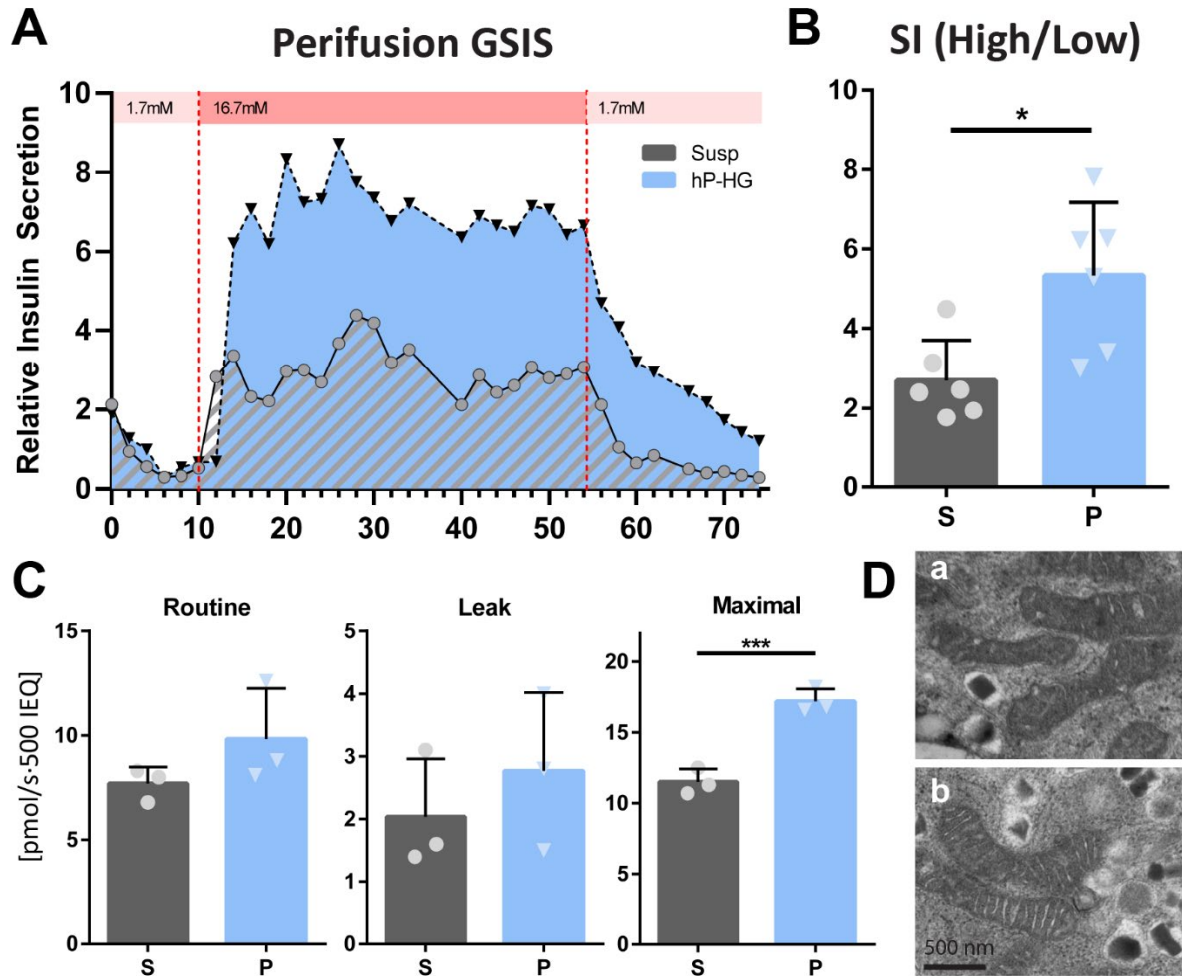 A
Perifusion GSIS
1.7mM
16.7mM
1.7mM
Susp
hP-HG
Relative Insulin Secretion
10
8
6
4
2
0
0 10 20 30 40 50 60 70
B
SI (High/Low)
*
10
8
6
4
2
0
S P
C
Routine
[pmol/s·500 IEQ]
15
10
5
0
S P
Leak
5
4
3
2
1
0
S P
Maximal
***
20
15
10
5
0
S P
D
a
b
500 nm